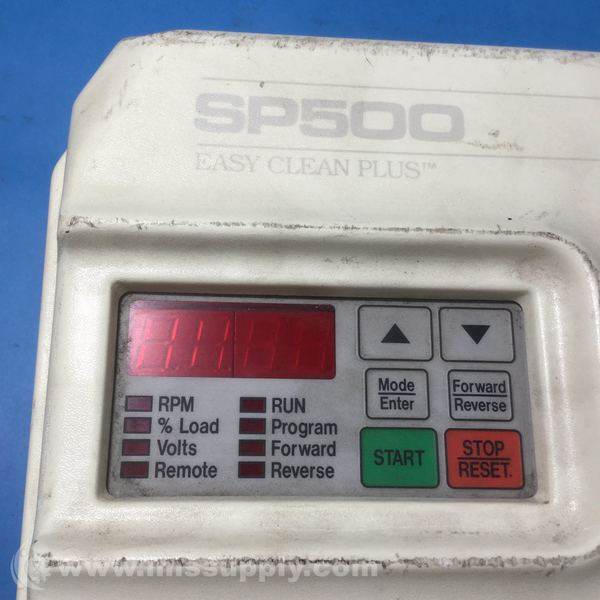 SP500
EASY CLEAN PLUS™
Mode
Enter
Forward
Reverse
RPM
% Load
Volts
Remote
RUN
Program
Forward
Reverse
START
STOP
RESET.
www.imssupply.com